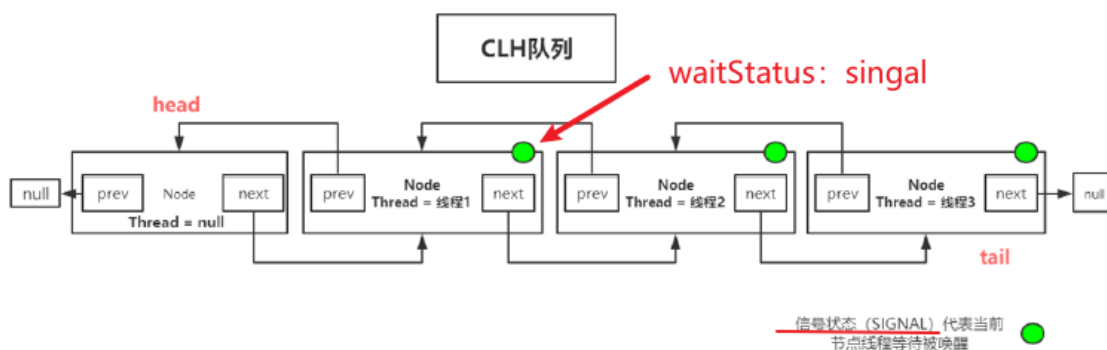 CLH队列
waitStatus：singal
head
null
prev
Node
next
Thread = null
prev
Node
Thread = 线程1
next
prev
Node
Thread = 线程2
next
prev
Node
Thread = 线程3
next
null
tail
信号状态（SIGNAL）代表当前
节点线程等待被唤醒